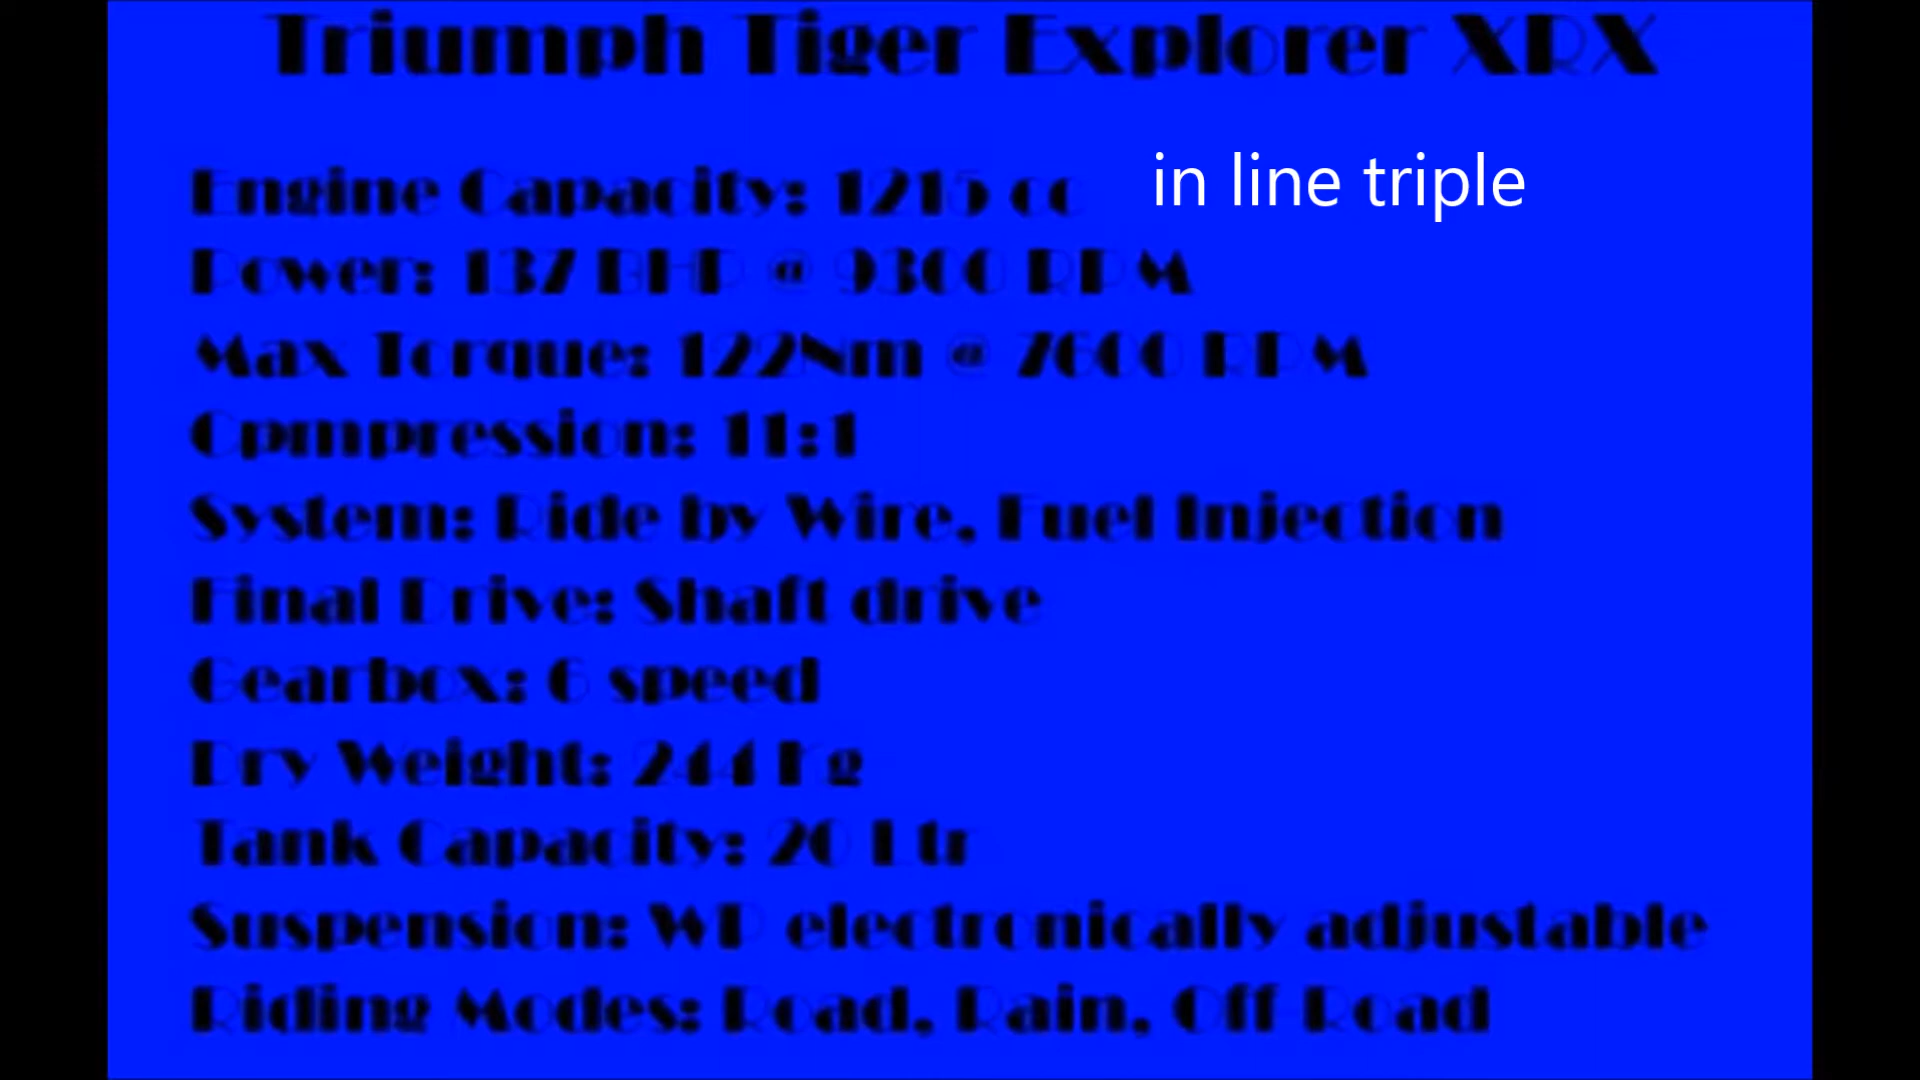 Triumph Tiger Explorer XRX
Engine Capacity: 1215 cc in line triple
Power: 137 BHP @ 9300 RPM
Max Torque: 122Nm @ 7600 RPM
Cpmpression: 11:1
System: Ride by Wire, Fuel Injection
Final Drive: Shaft drive
Gearbox: 6 speed
Dry Weight: 244 Kg
Tank Capacity: 20 Ltr
Suspension: WP electronically adjustable
Riding Modes: Road, Rain, Off Road